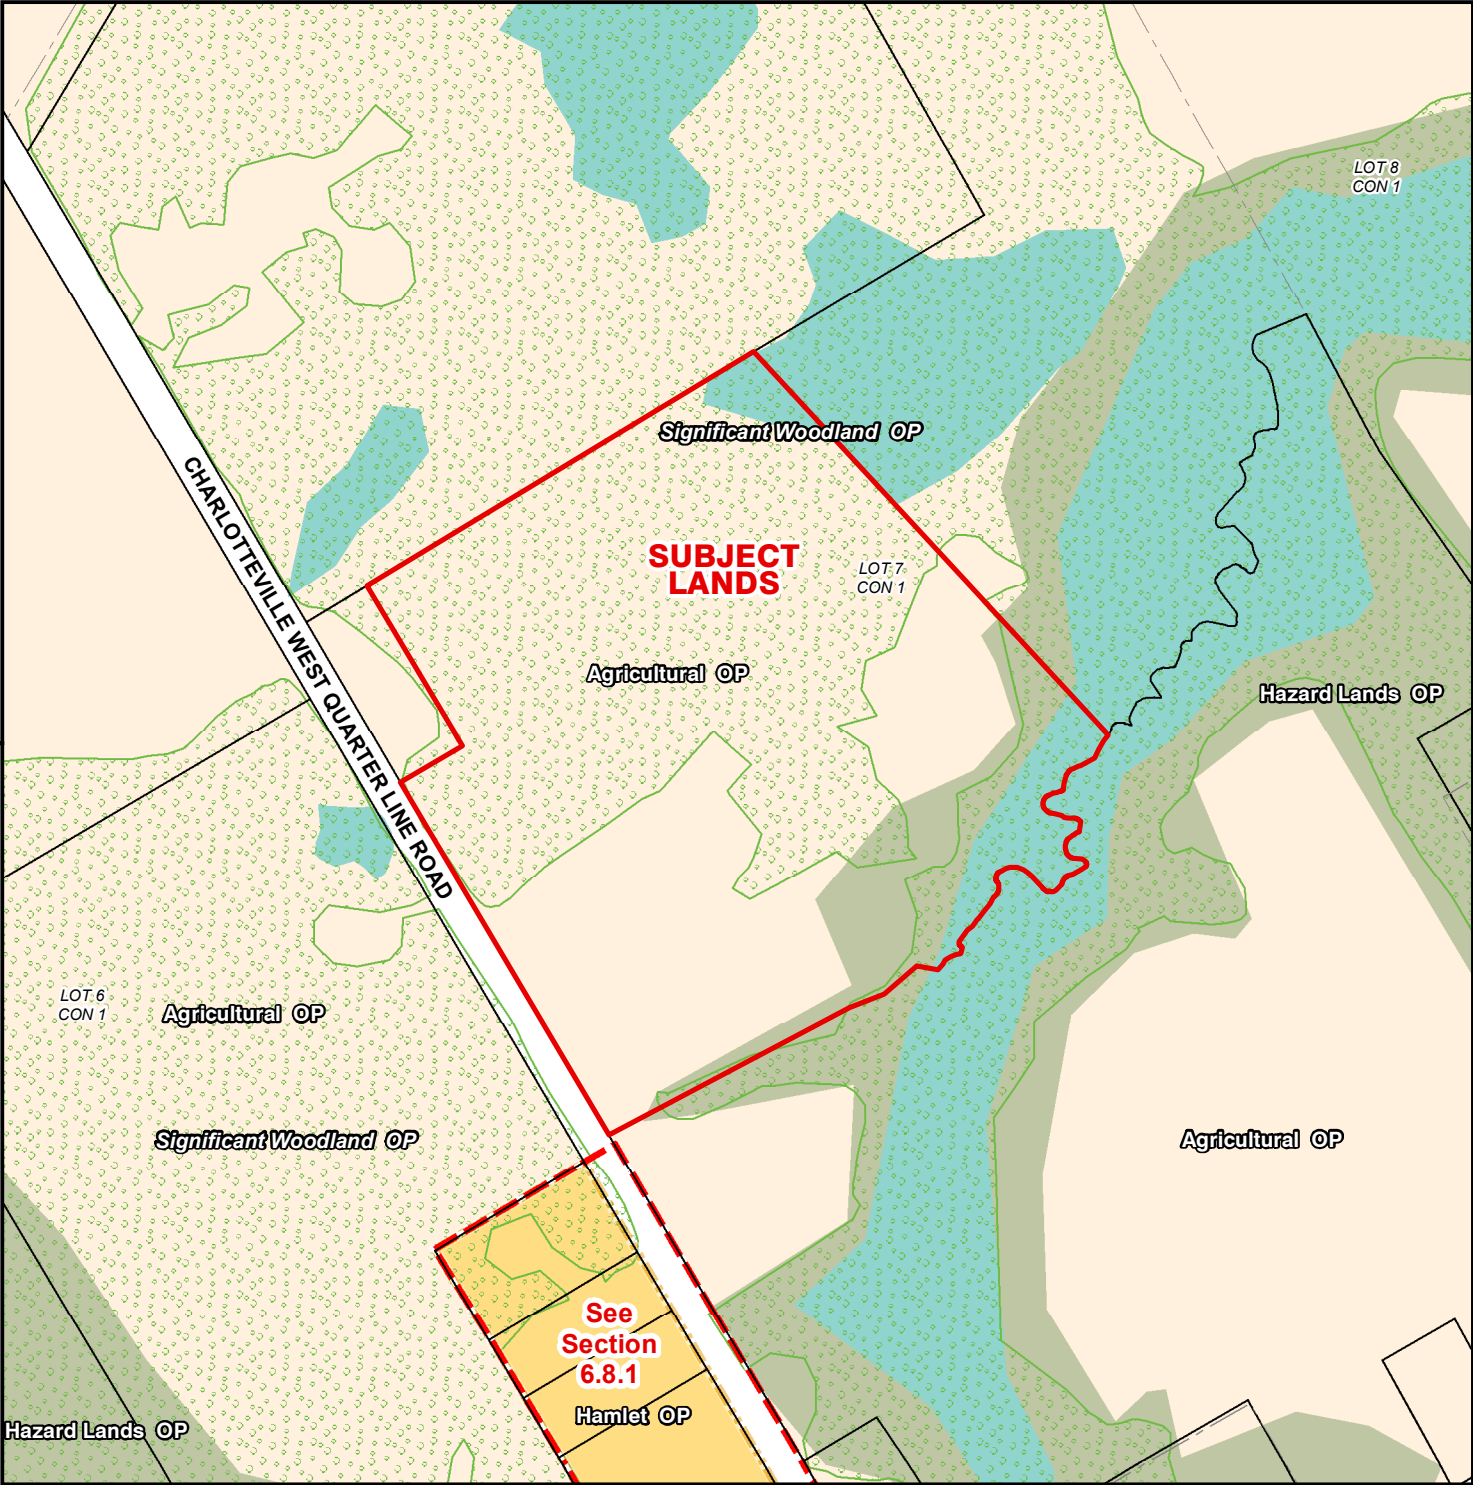 LOT 8
CON 1
Significant Woodland OP
CHARLOTTEVILLE WEST QUARTER LINE ROAD
SUBJECT
LANDS
LOT 7
CON 1
Agricultural OP
Hazard Lands OP
LOT 6
CON 1
Agricultural OP
Significant Woodland OP
Agricultural OP
See
Section
6.8.1
Hamlet OP
Hazard Lands OP